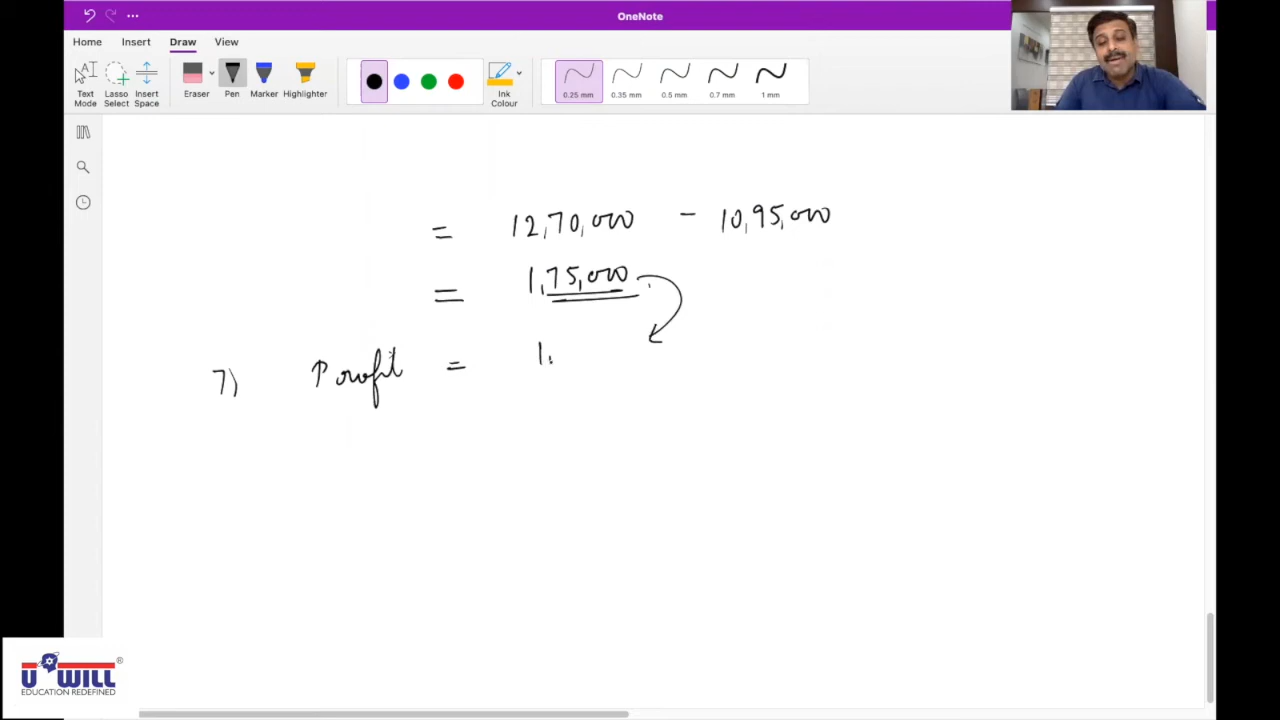 OneNote
Home Insert Draw View
Text Mode
Lasso Select
Insert Space
Eraser
Pen
Marker
Highlighter
Ink Colour
0.25 mm
0.35 mm
0.5 mm
0.7 mm
1 mm
= 12,70,000 - 10,95,000
= 1,75,000
7) Profit = 1,
U WILL ®
EDUCATION REDEFINED